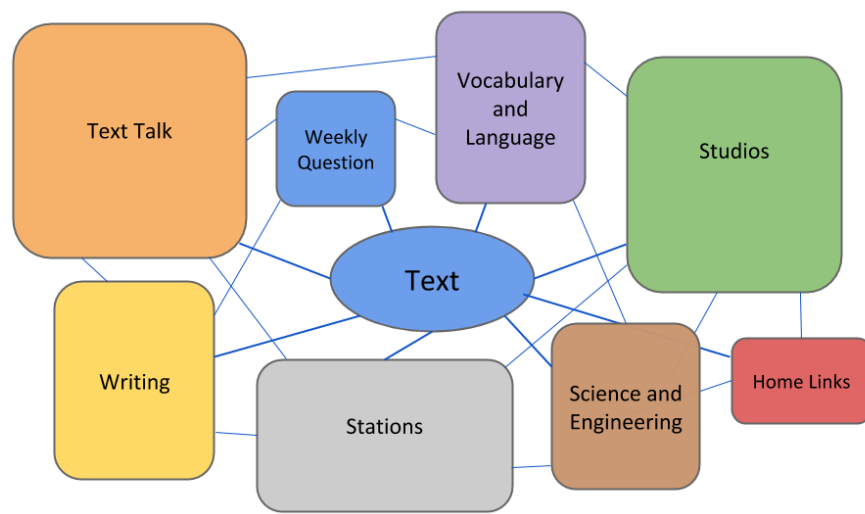 Text Talk
Weekly
Question
Vocabulary
and
Language
Studios
Text
Writing
Stations
Science and
Engineering
Home Links